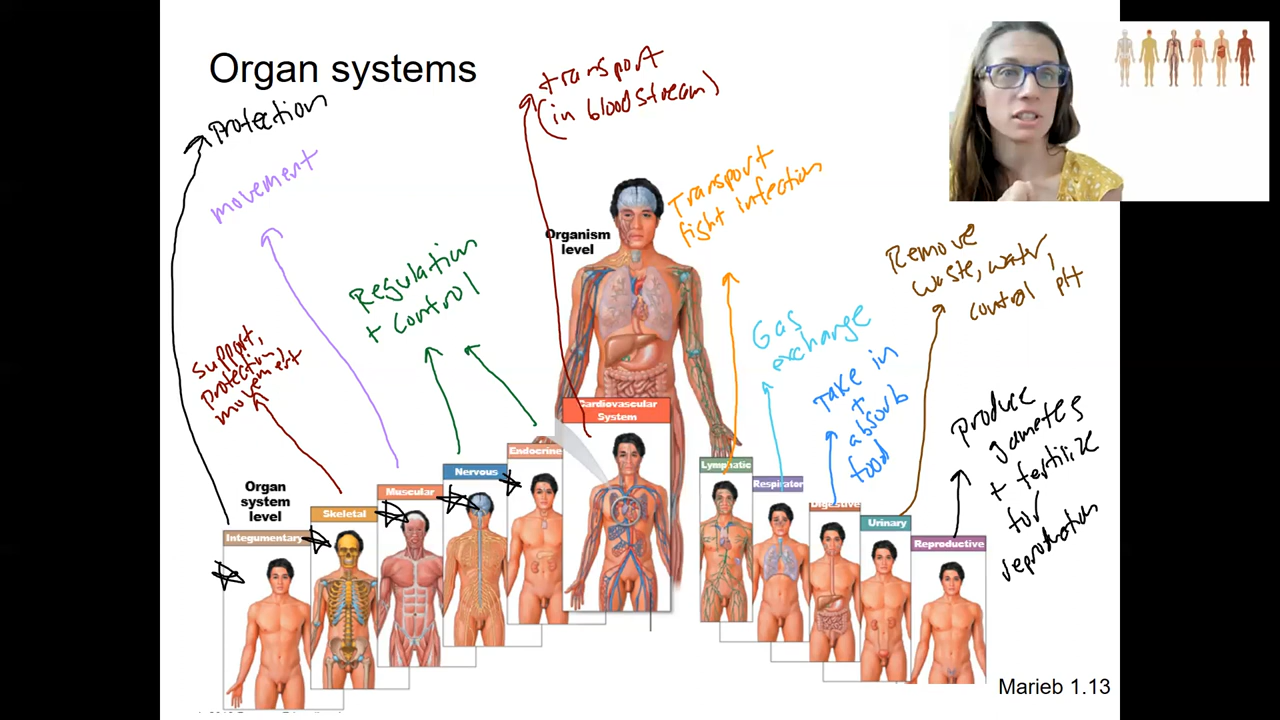 Organ systems
Protection
movement
Regulation
+ control
support,
protection,
movement
transport
(in bloodstream)
Transport
fight infection
Gas
exchange
Take in
+
absorb
food
Remove
waste, water,
control pH
produce
gametes
+ fertilize
for
reproduction
Organism
level
Organ
system
level
Integumentary
Skeletal
Muscular
Nervous
Endocrine
Cardiovascular
System
Lymphatic
Respirator
Digestive
Urinary
Reproductive
Marieb 1.13